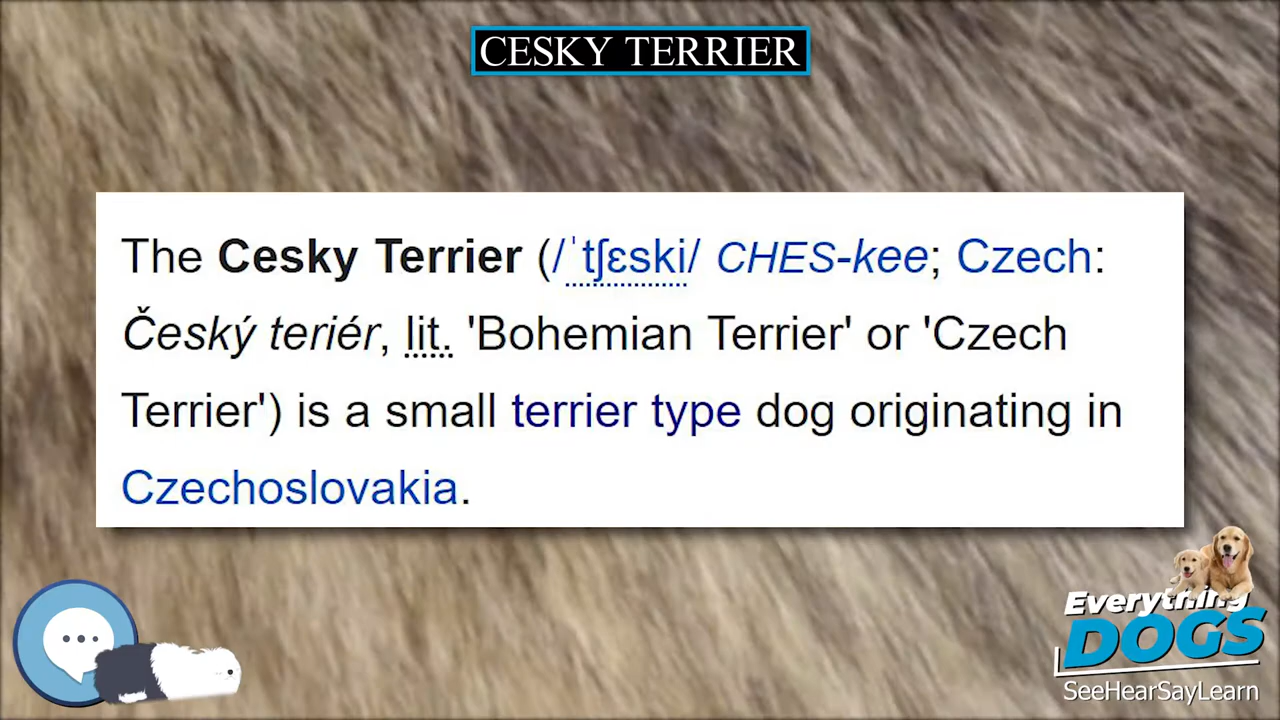 CESKY TERRIER
The Cesky Terrier (/ˈtʃɛski/ CHES-kee; Czech:
Český teriér, lit. 'Bohemian Terrier' or 'Czech
Terrier') is a small terrier type dog originating in
Czechoslovakia.
Everything
DOGS
SeeHearSayLearn